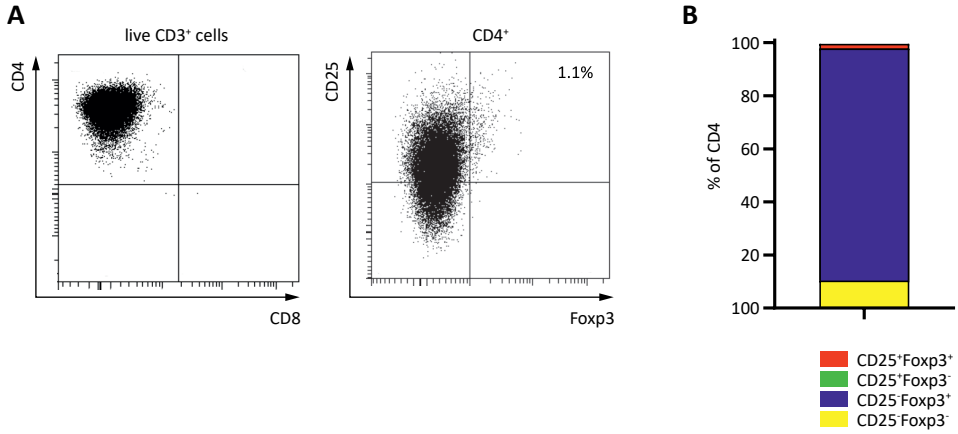 A
live CD3⁺ cells
CD4
CD8
CD4⁺
CD25
1.1%
Foxp3
B
% of CD4
100
80
60
40
20
100
CD25⁺Foxp3⁺
CD25⁺Foxp3⁻
CD25⁻Foxp3⁺
CD25⁻Foxp3⁻